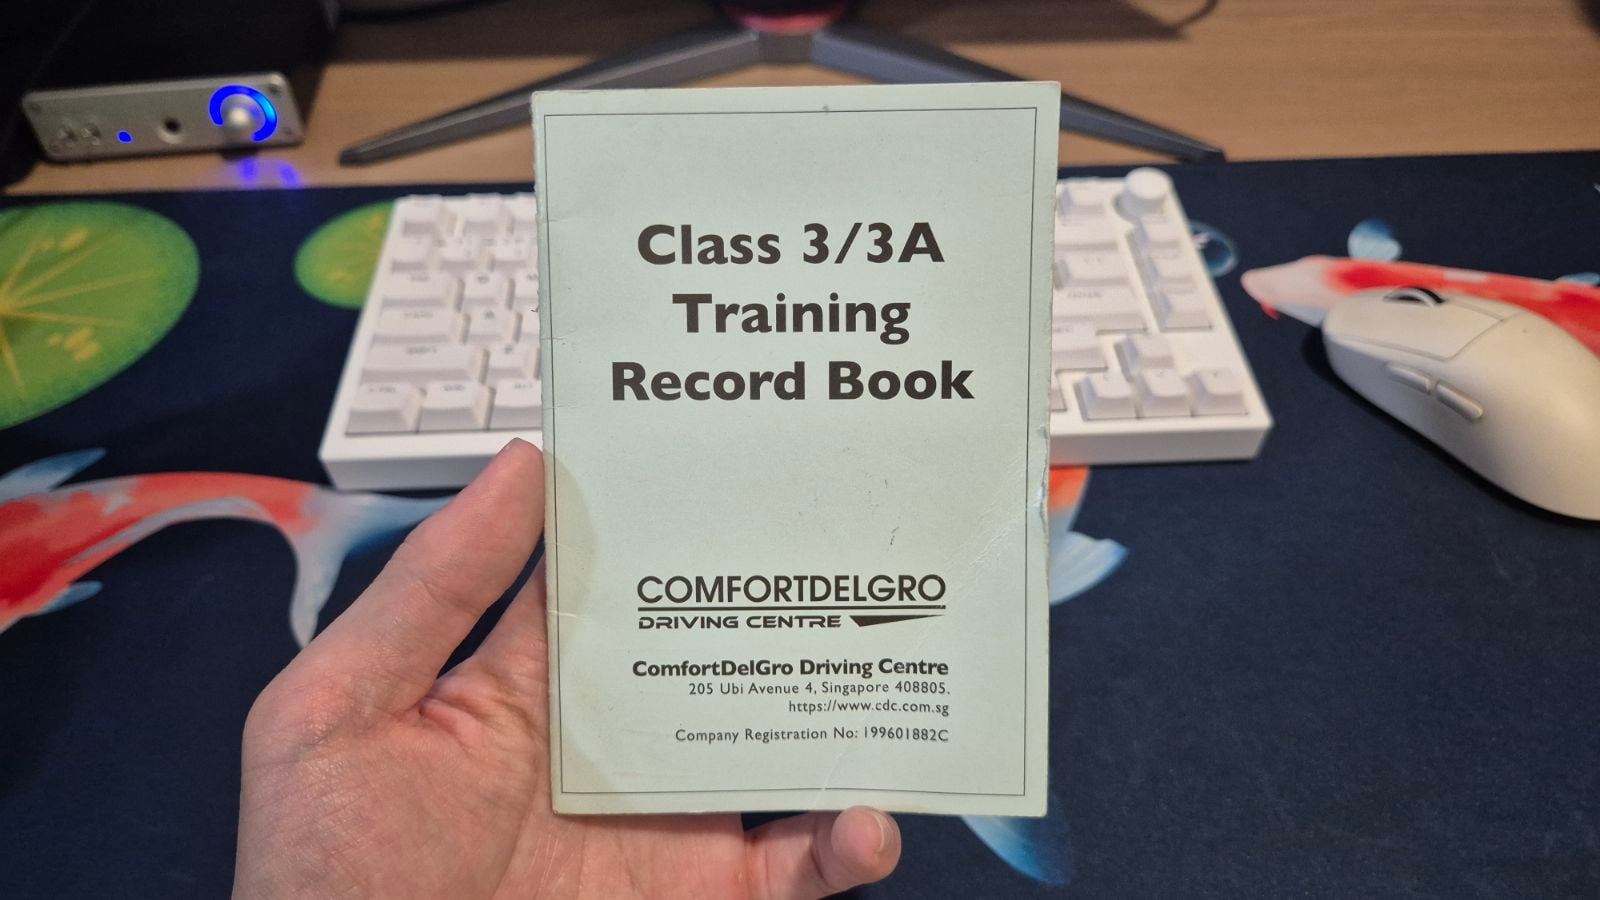 Class 3/3A
Training
Record Book
COMFORTDELGRO
DRIVING CENTRE
ComfortDelGro Driving Centre
205 Ubi Avenue 4, Singapore 408805.
https://www.cdc.com.sg
Company Registration No: 199601882C